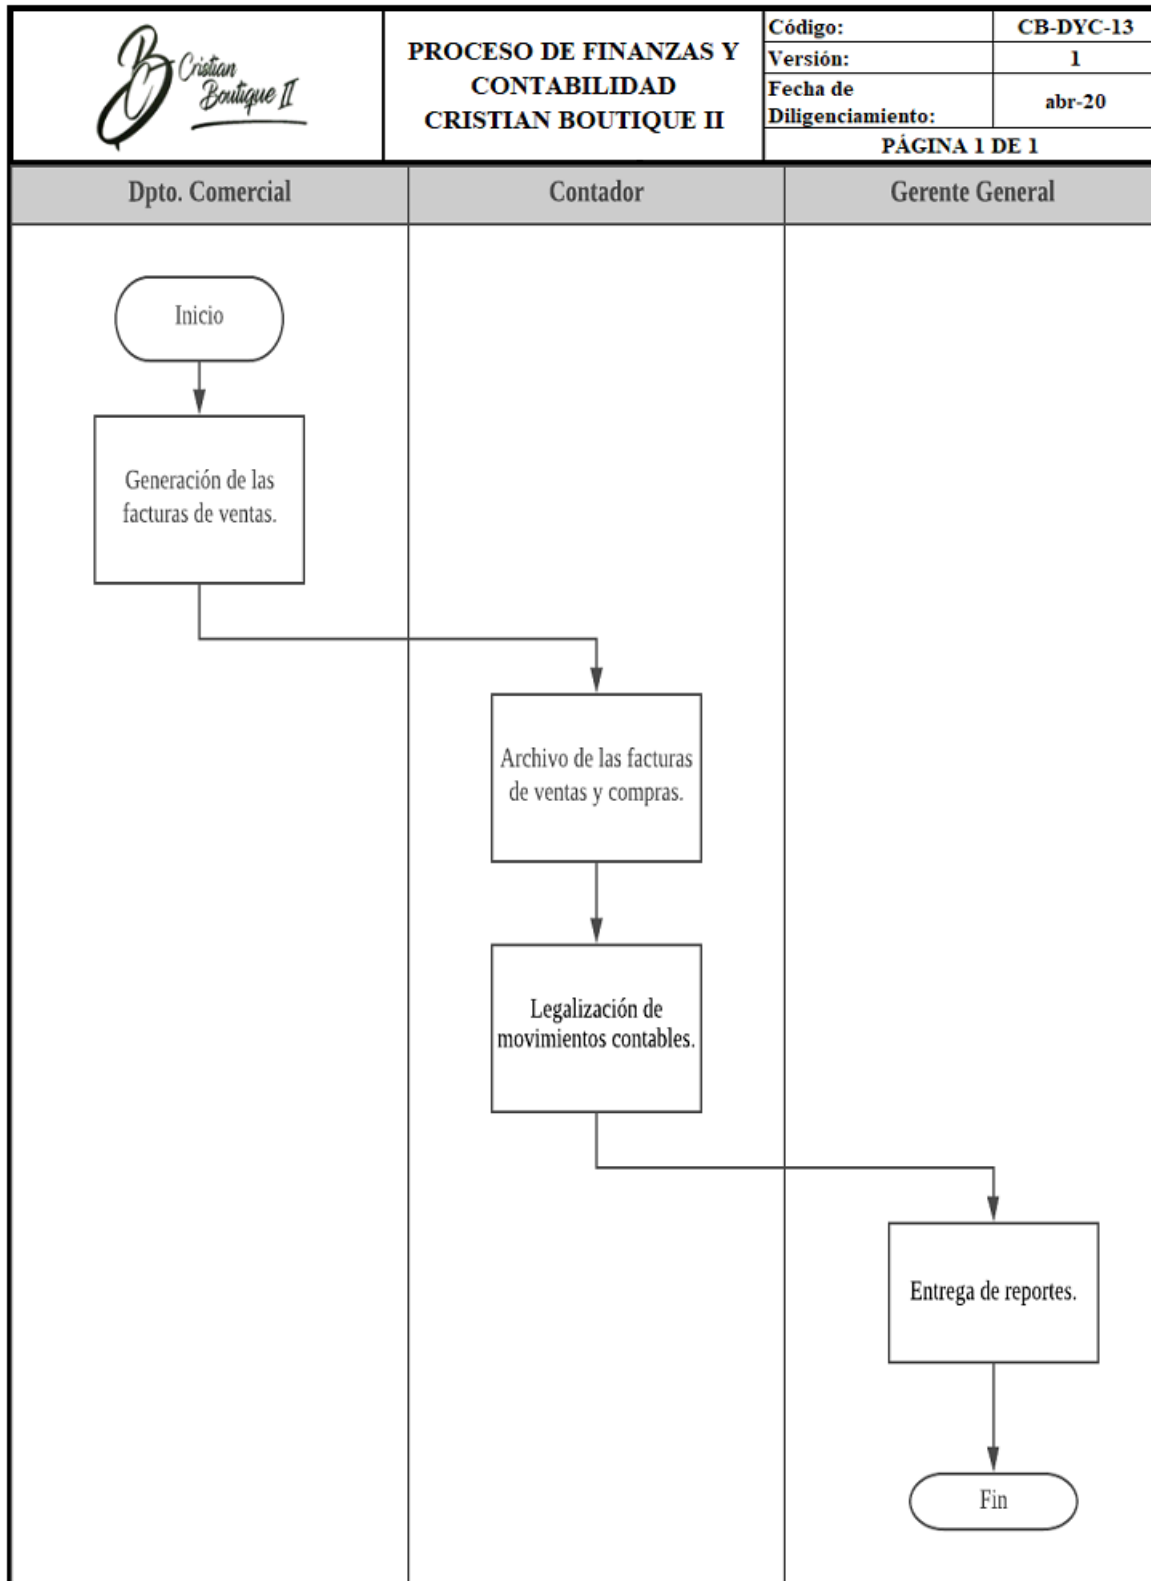 Cristian
Boutique II
PROCESO DE FINANZAS Y
CONTABILIDAD
CRISTIAN BOUTIQUE II
Código: CB-DYC-13
Versión: 1
Fecha de
Diligenciamiento: abr-20
PÁGINA 1 DE 1
Dpto. Comercial
Contador
Gerente General
Inicio
Generación de las
facturas de ventas.
Archivo de las facturas
de ventas y compras.
Legalización de
movimientos contables.
Entrega de reportes.
Fin